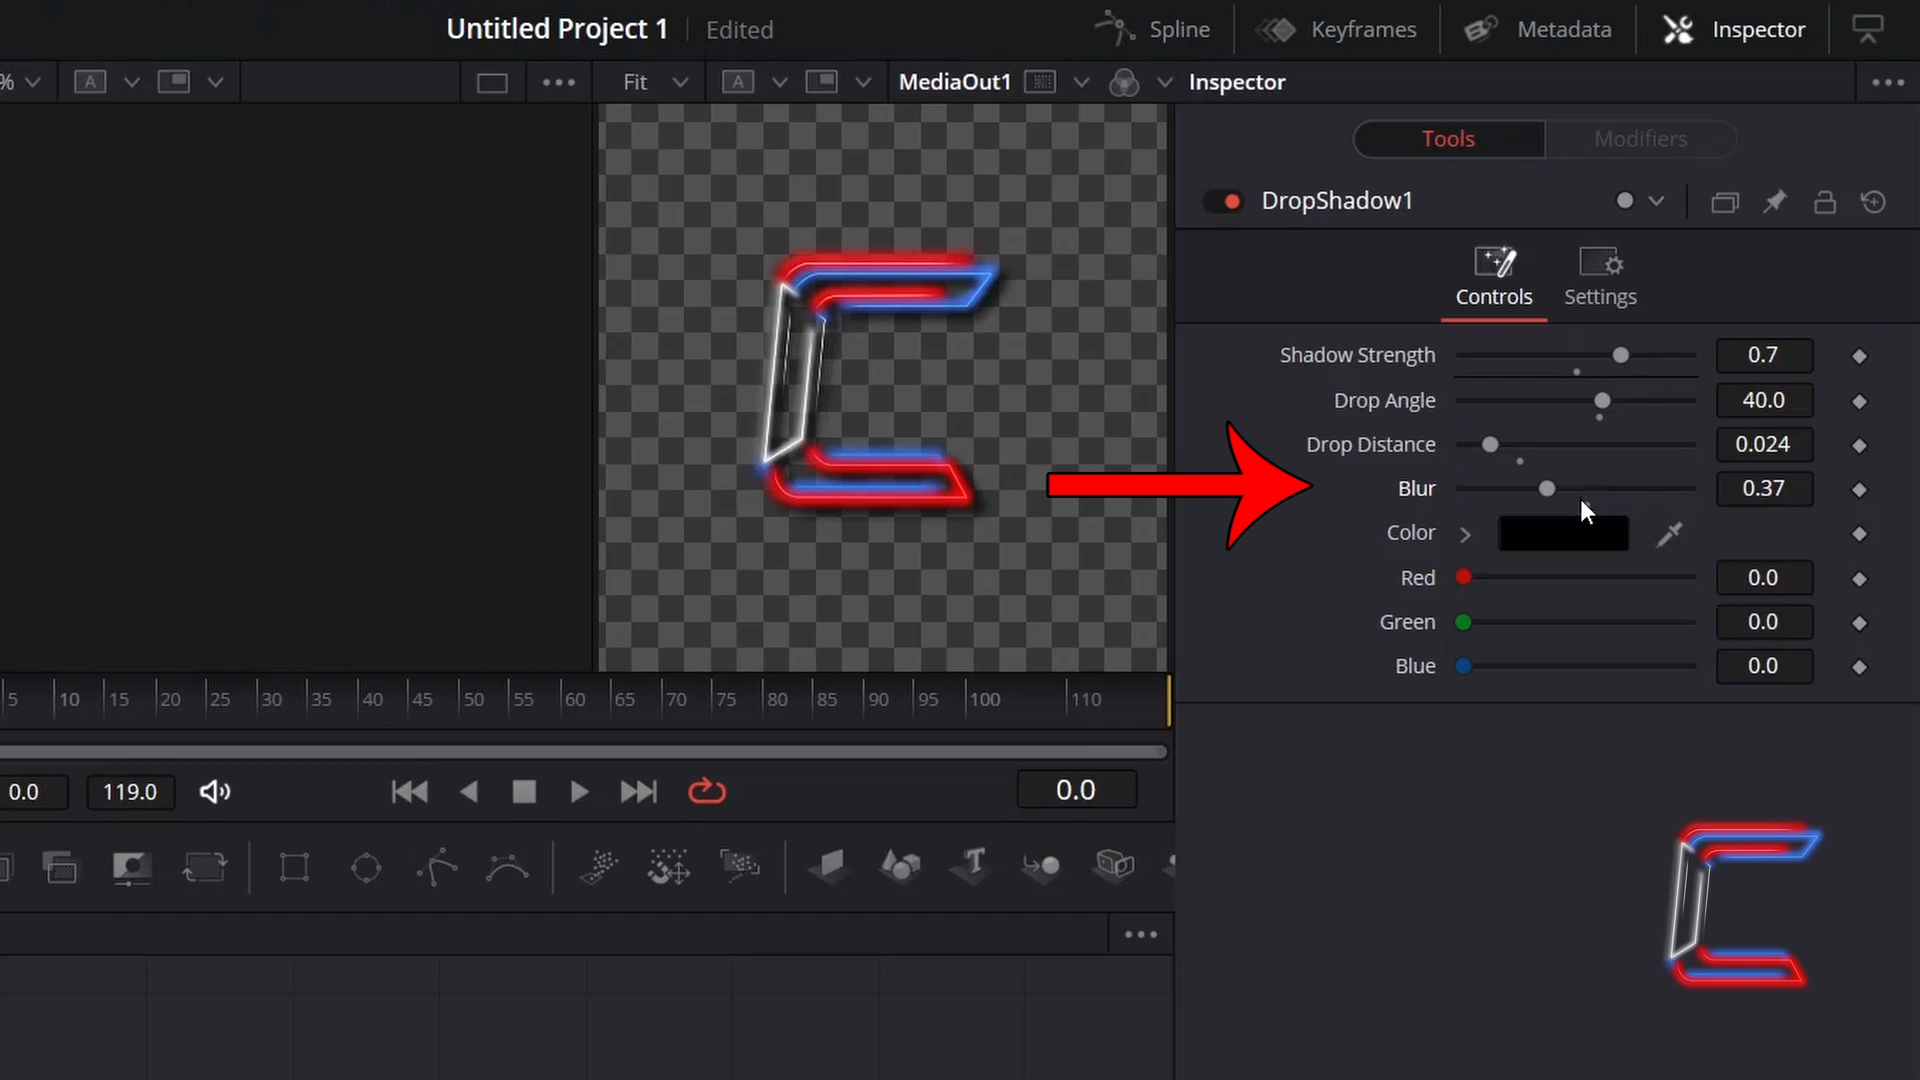 Untitled Project 1
Edited
Spline
Keyframes
Metadata
Inspector
%
A
Fit
A
MediaOut1
Inspector
Tools
Modifiers
DropShadow1
Controls
Settings
Shadow Strength
0.7
Drop Angle
40.0
Drop Distance
0.024
Blur
0.37
Color
Red
0.0
Green
0.0
Blue
0.0
5 10 15 20 25 30 35 40 45 50 55 60 65 70 75 80 85 90 95 100 110
0.0
119.0
0.0
T